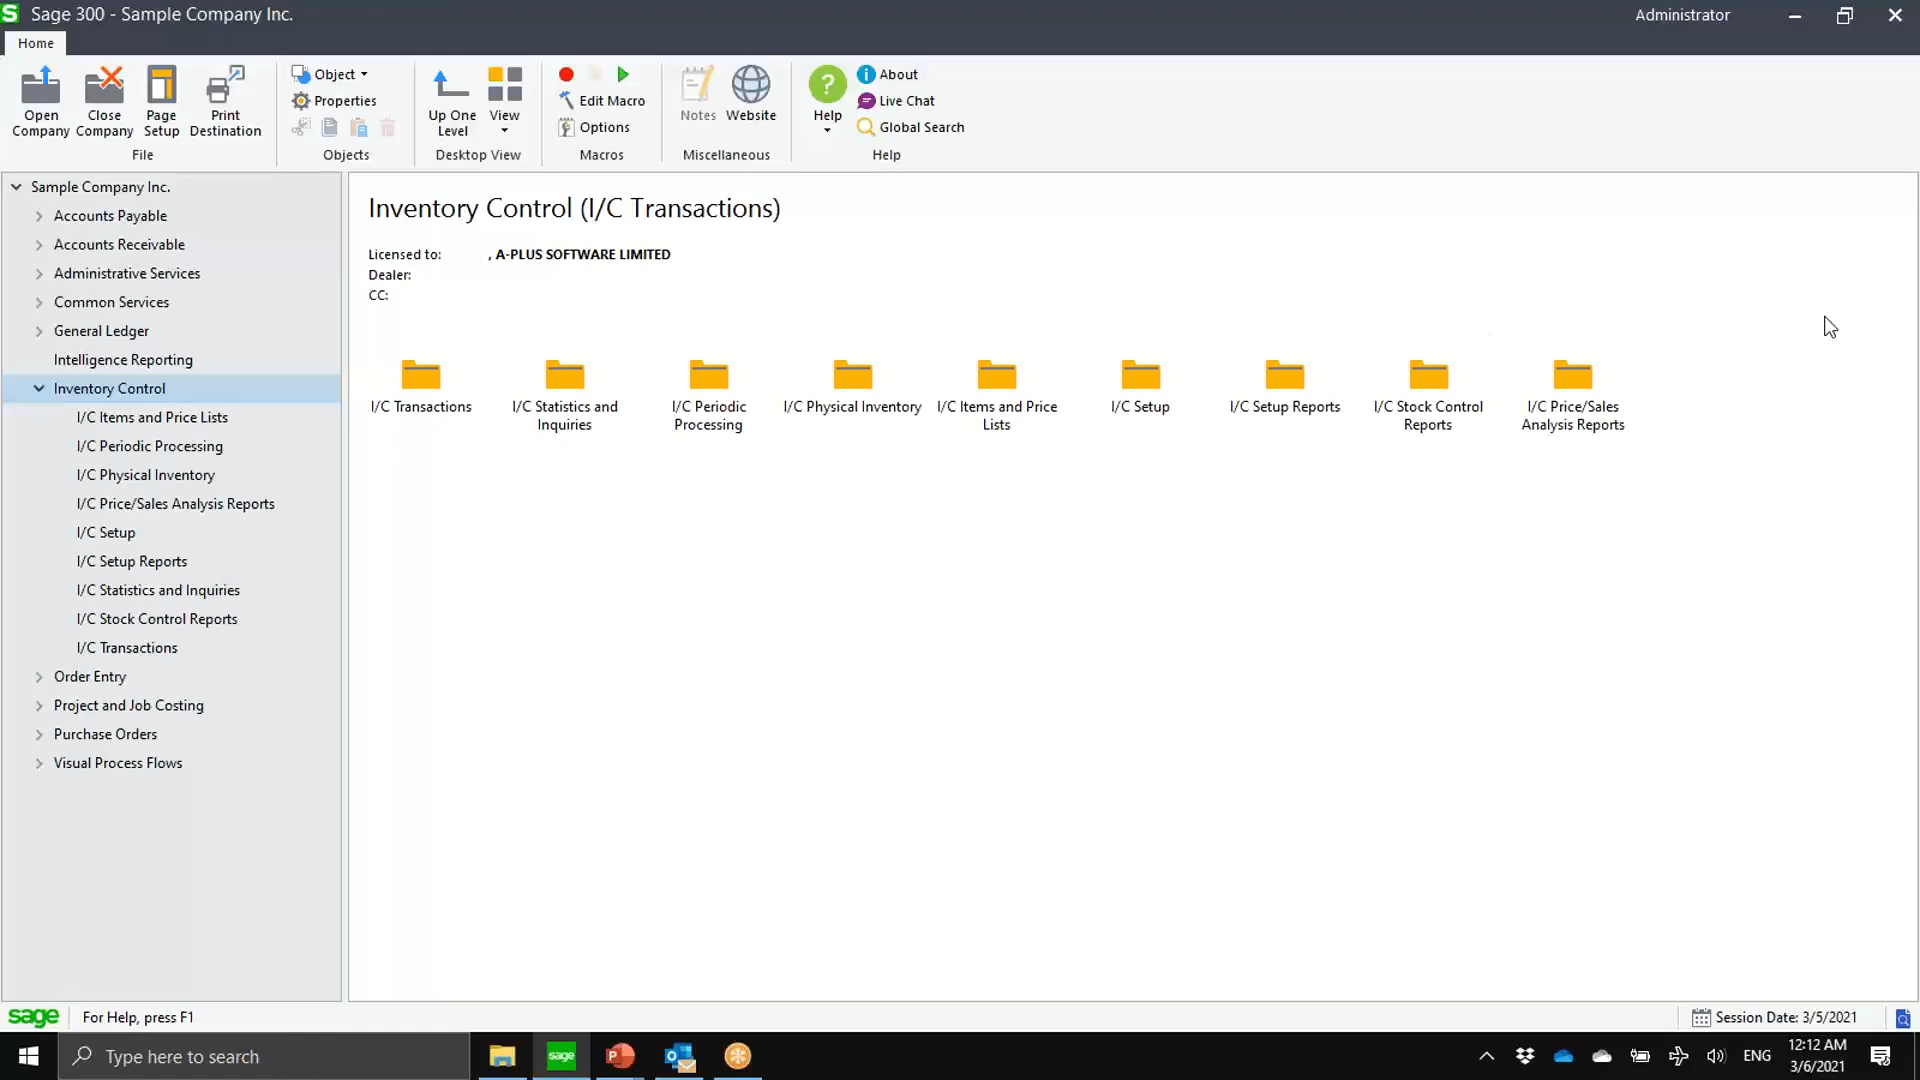 Sage 300 - Sample Company Inc.
Administrator
Home
Open Company
Close Company
Page Setup
Print Destination
File
Object
Properties
Objects
Up One Level
View
Desktop View
Edit Macro
Options
Macros
Notes
Website
Miscellaneous
Help
About
Live Chat
Global Search
Help
Sample Company Inc.
Accounts Payable
Accounts Receivable
Administrative Services
Common Services
General Ledger
Intelligence Reporting
Inventory Control
I/C Items and Price Lists
I/C Periodic Processing
I/C Physical Inventory
I/C Price/Sales Analysis Reports
I/C Setup
I/C Setup Reports
I/C Statistics and Inquiries
I/C Stock Control Reports
I/C Transactions
Order Entry
Project and Job Costing
Purchase Orders
Visual Process Flows
Inventory Control (I/C Transactions)
Licensed to: , A-PLUS SOFTWARE LIMITED
Dealer:
CC:
I/C Transactions
I/C Statistics and Inquiries
I/C Periodic Processing
I/C Physical Inventory
I/C Items and Price Lists
I/C Setup
I/C Setup Reports
I/C Stock Control Reports
I/C Price/Sales Analysis Reports
sage
For Help, press F1
Session Date: 3/5/2021
Type here to search
sage
ENG
12:12 AM
3/6/2021